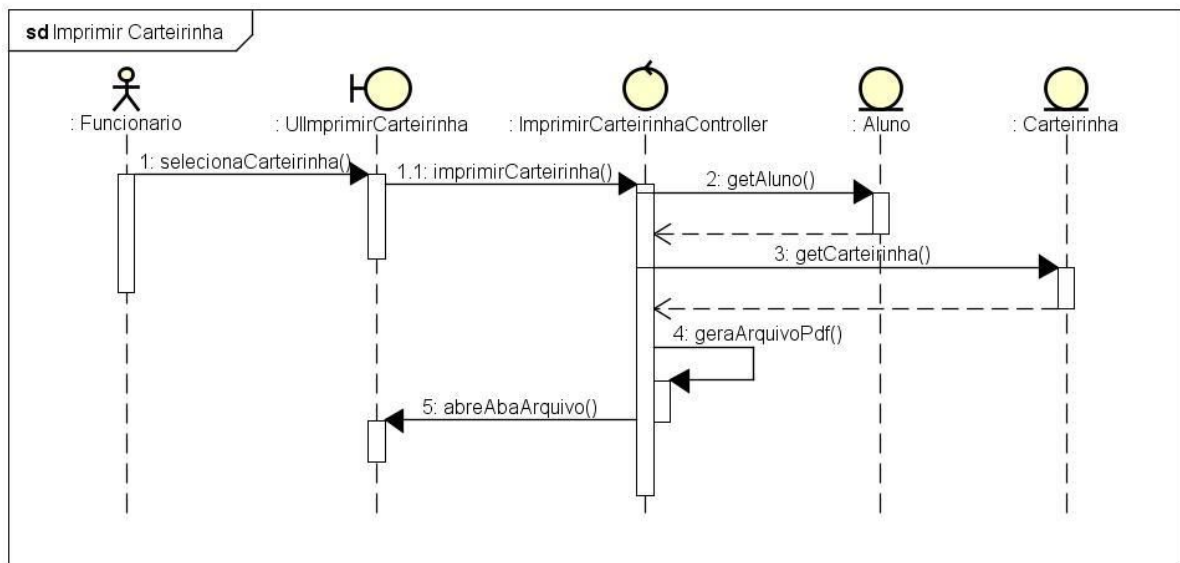 sd Imprimir Carteirinha
: Funcionario
: UIImprimirCarteirinha
: ImprimirCarteirinhaController
: Aluno
: Carteirinha
1: selecionaCarteirinha()
1.1: imprimirCarteirinha()
2: getAluno()
3: getCarteirinha()
4: geraArquivoPdf()
5: abreAbaArquivo()